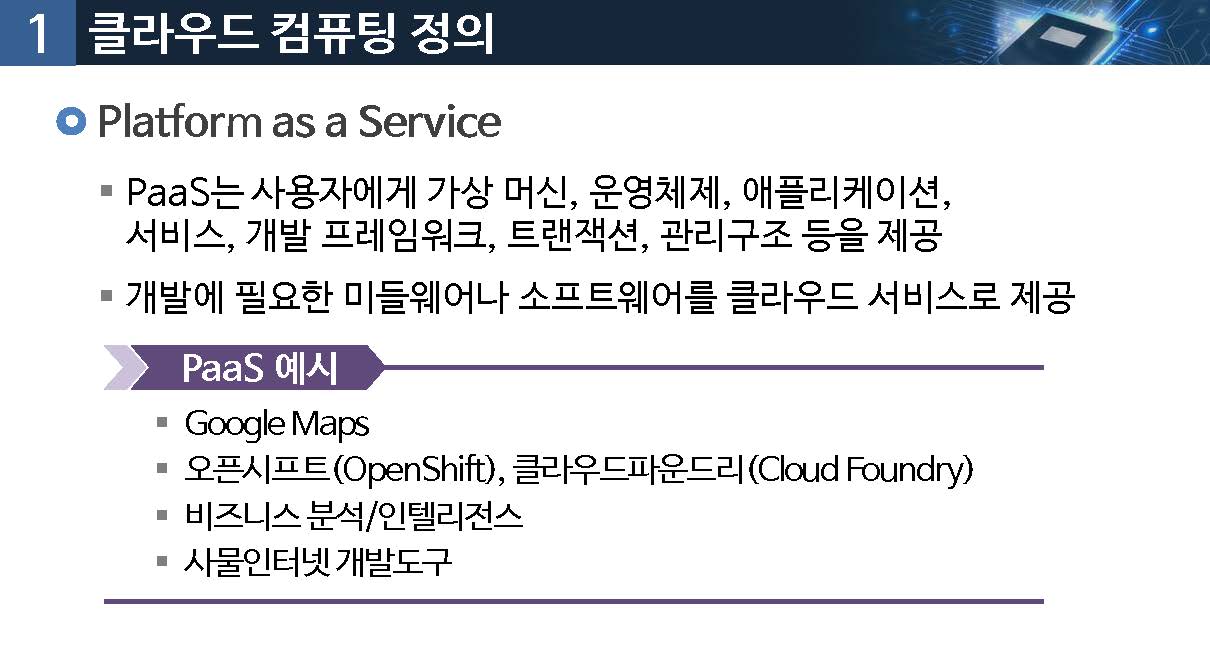 1 클라우드 컴퓨팅 정의
Platform as a Service
PaaS는 사용자에게 가상 머신, 운영체제, 애플리케이션,
서비스, 개발 프레임워크, 트랜잭션, 관리구조 등을 제공
개발에 필요한 미들웨어나 소프트웨어를 클라우드 서비스로 제공
PaaS 예시
Google Maps
오픈시프트(OpenShift), 클라우드파운드리(Cloud Foundry)
비즈니스 분석/인텔리전스
사물인터넷 개발도구